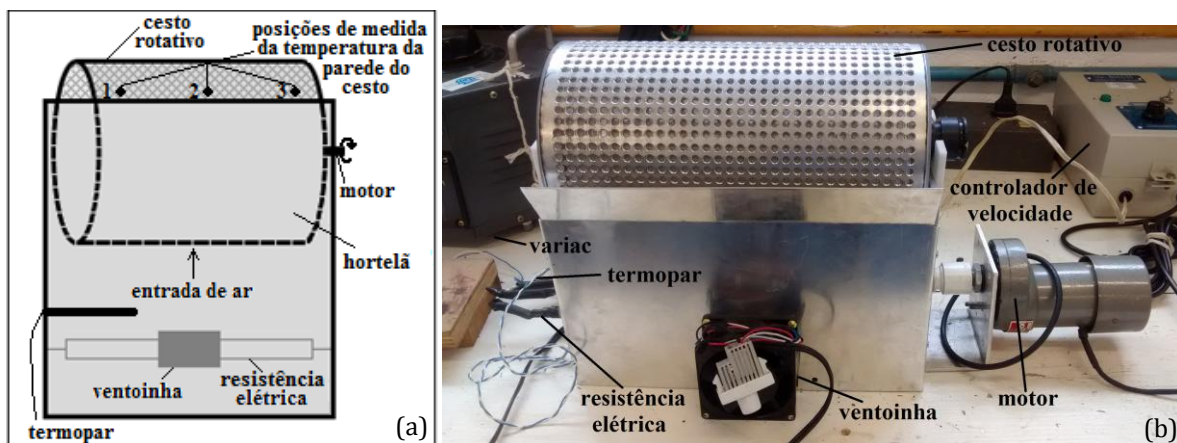 cesto
rotativo
posições de medida
da temperatura da
parede do
cesto
1
2
3
motor
hortelã
entrada de ar
ventoinha
resistência
elétrica
termopar
(a)
cesto rotativo
controlador de
velocidade
variac
termopar
resistência
elétrica
ventoinha
motor
(b)